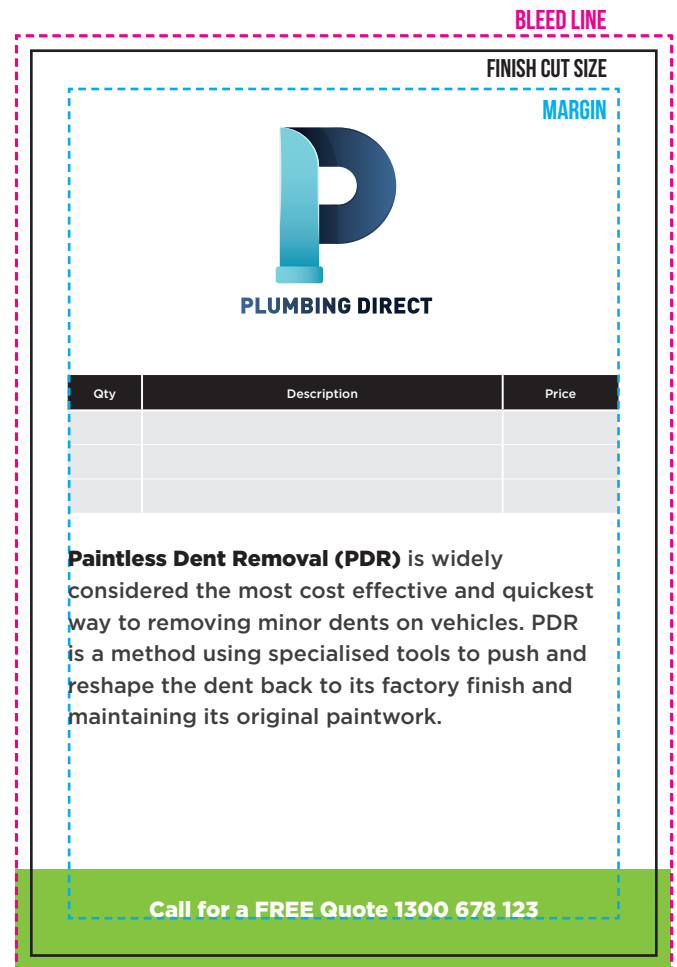 BLEED LINE
FINISH CUT SIZE
MARGIN
PLUMBING DIRECT
Qty Description Price
Paintless Dent Removal (PDR) is widely
considered the most cost effective and quickest
way to removing minor dents on vehicles. PDR
is a method using specialised tools to push and
reshape the dent back to its factory finish and
maintaining its original paintwork.
Call for a FREE Quote 1300 678 123